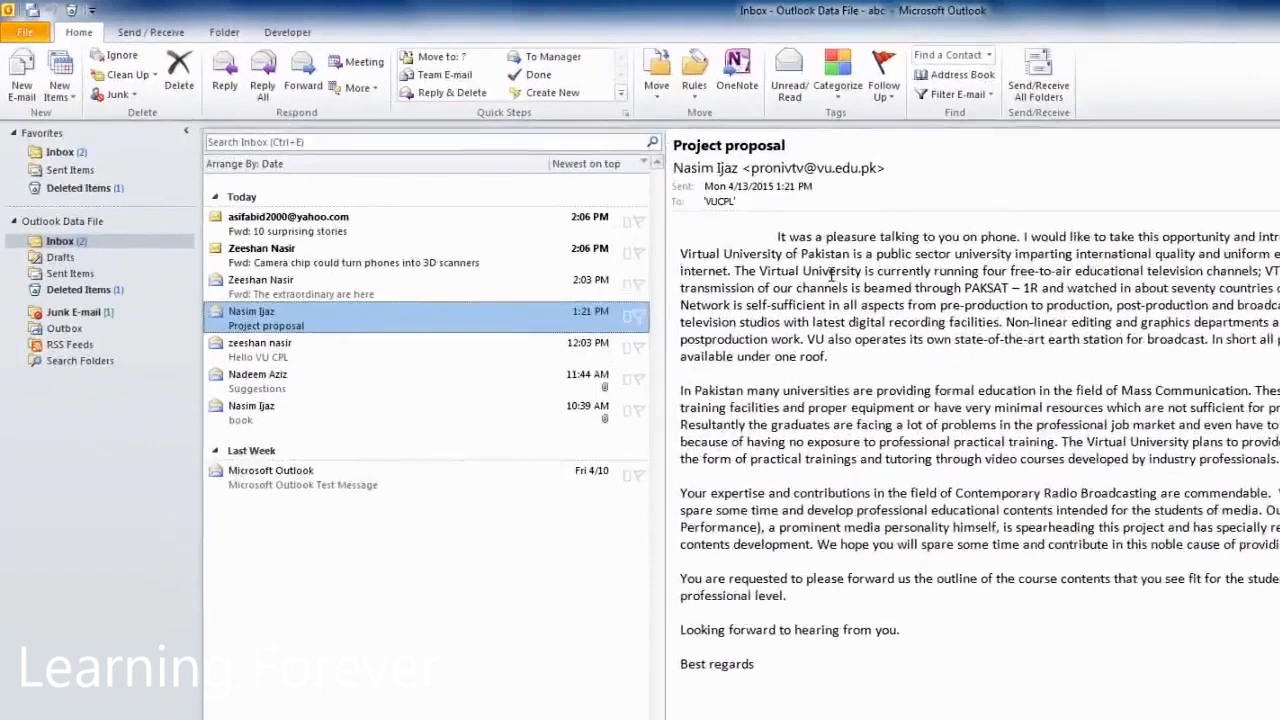 Inbox - Outlook Data File - abc - Microsoft Outlook
File Home Send / Receive Folder Developer
New E-mail
New Items
New
Ignore
Clean Up
Junk
Delete
Delete
Reply
Reply All
Forward
Meeting
More
Respond
Move to: ?
Team E-mail
Reply & Delete
To Manager
Done
Create New
Quick Steps
Move
Rules
OneNote
Move
Unread/ Read
Categorize
Follow Up
Tags
Find a Contact
Address Book
Filter E-mail
Find
Send/Receive All Folders
Send/Receive
Favorites
Inbox (2)
Sent Items
Deleted Items (1)
Outlook Data File
Inbox (2)
Drafts
Sent Items
Deleted Items (1)
Junk E-mail [1]
Outbox
RSS Feeds
Search Folders
Search Inbox (Ctrl+E)
Arrange By: Date Newest on top
Today
asifabid2000@yahoo.com 2:06 PM
Fwd: 10 surprising stories
Zeeshan Nasir 2:06 PM
Fwd: Camera chip could turn phones into 3D scanners
Zeeshan Nasir 2:03 PM
Fwd: The extraordinary are here
Nasim Ijaz 1:21 PM
Project proposal
zeeshan nasir 12:03 PM
Hello VU CPL
Nadeem Aziz 11:44 AM
Suggestions
Nasim Ijaz 10:39 AM
book
Last Week
Microsoft Outlook Fri 4/10
Microsoft Outlook Test Message
Project proposal
Nasim Ijaz <pronivtv@vu.edu.pk>
Sent: Mon 4/13/2015 1:21 PM
To: 'VUCPL'
It was a pleasure talking to you on phone. I would like to take this opportunity and intr
Virtual University of Pakistan is a public sector university imparting international quality and uniform e
internet. The Virtual University is currently running four free-to-air educational television channels; VT
transmission of our channels is beamed through PAKSAT – 1R and watched in about seventy countries o
Network is self-sufficient in all aspects from pre-production to production, post-production and broadca
television studios with latest digital recording facilities. Non-linear editing and graphics departments a
postproduction work. VU also operates its own state-of-the-art earth station for broadcast. In short all p
available under one roof.
In Pakistan many universities are providing formal education in the field of Mass Communication. Thes
training facilities and proper equipment or have very minimal resources which are not sufficient for pr
Resultantly the graduates are facing a lot of problems in the professional job market and even have to
because of having no exposure to professional practical training. The Virtual University plans to provid
the form of practical trainings and tutoring through video courses developed by industry professionals.
Your expertise and contributions in the field of Contemporary Radio Broadcasting are commendable.
spare some time and develop professional educational contents intended for the students of media. Ou
Performance), a prominent media personality himself, is spearheading this project and has specially re
contents development. We hope you will spare some time and contribute in this noble cause of providi
You are requested to please forward us the outline of the course contents that you see fit for the stude
professional level.
Looking forward to hearing from you.
Best regards
Learning Forever